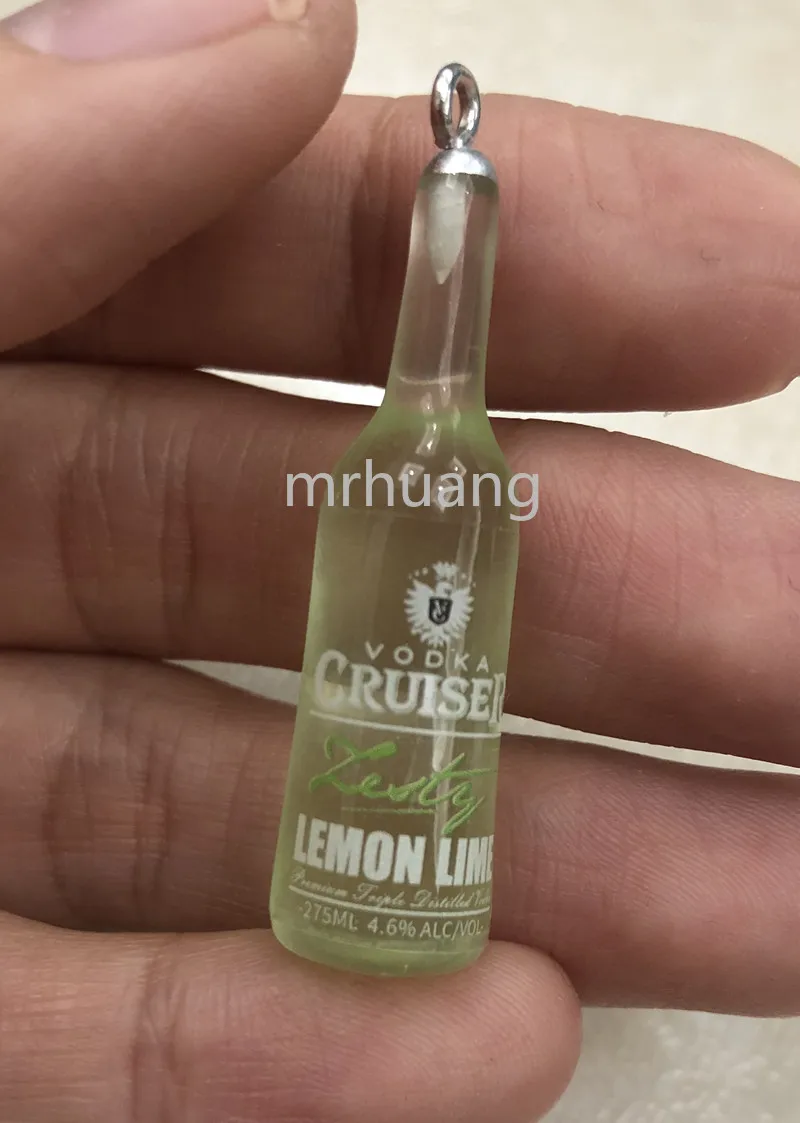 mrhuang
VODKA
CRUISER
Zesty
LEMON LIME
Premium Triple Distilled Vodka
275ML 4.6% ALC/VOL